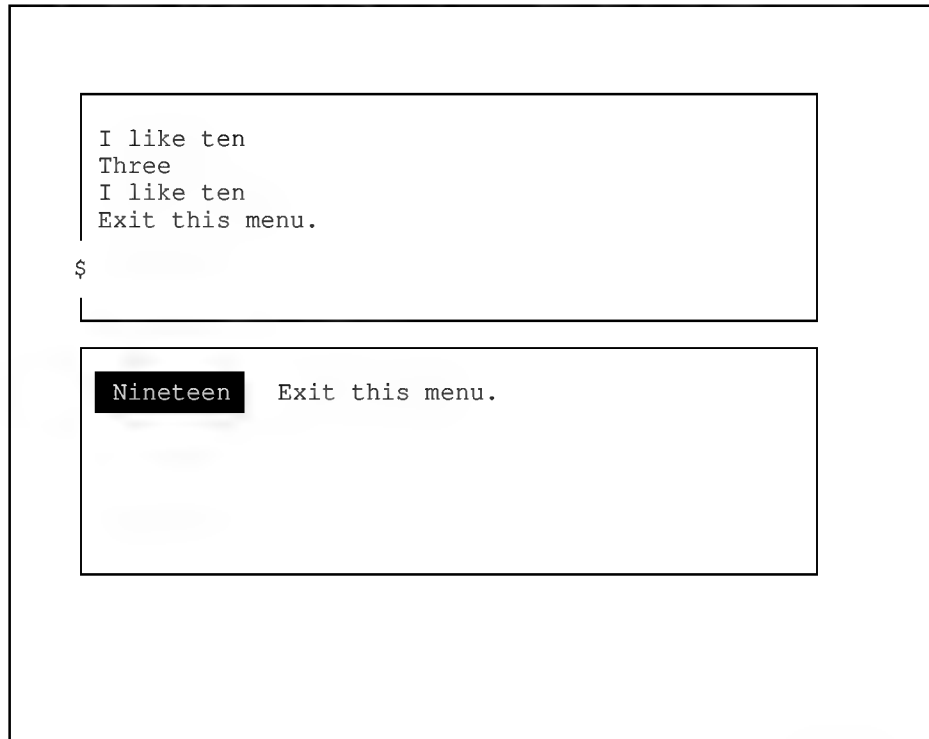 I like ten
Three
I like ten
Exit this menu.
$
Nineteen Exit this menu.